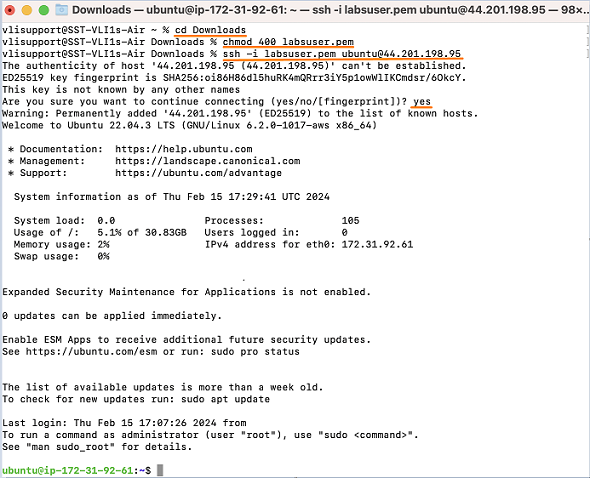 Downloads — ubuntu@ip-172-31-92-61: ~ — ssh -i labsuser.pem ubuntu@44.201.198.95 — 98×...
vlisupport@SST-VLI1s-Air ~ % cd Downloads
vlisupport@SST-VLI1s-Air Downloads % chmod 400 labsuser.pem
vlisupport@SST-VLI1s-Air Downloads % ssh -i labsuser.pem ubuntu@44.201.198.95
The authenticity of host '44.201.198.95 (44.201.198.95)' can't be established.
ED25519 key fingerprint is SHA256:oi86H86dl5huRK4mQRrr3iY5p1owWlIKCmdsr/6OkcY.
This key is not known by any other names
Are you sure you want to continue connecting (yes/no/[fingerprint])? yes
Warning: Permanently added '44.201.198.95' (ED25519) to the list of known hosts.
Welcome to Ubuntu 22.04.3 LTS (GNU/Linux 6.2.0-1017-aws x86_64)
* Documentation: https://help.ubuntu.com
* Management: https://landscape.canonical.com
* Support: https://ubuntu.com/advantage
System information as of Thu Feb 15 17:29:41 UTC 2024
System load: 0.0 Processes: 105
Usage of /: 5.1% of 30.83GB Users logged in: 0
Memory usage: 2% IPv4 address for eth0: 172.31.92.61
Swap usage: 0%
Expanded Security Maintenance for Applications is not enabled.
0 updates can be applied immediately.
Enable ESM Apps to receive additional future security updates.
See https://ubuntu.com/esm or run: sudo pro status
The list of available updates is more than a week old.
To check for new updates run: sudo apt update
Last login: Thu Feb 15 17:07:26 2024 from
To run a command as administrator (user "root"), use "sudo <command>".
See "man sudo_root" for details.
ubuntu@ip-172-31-92-61:~$